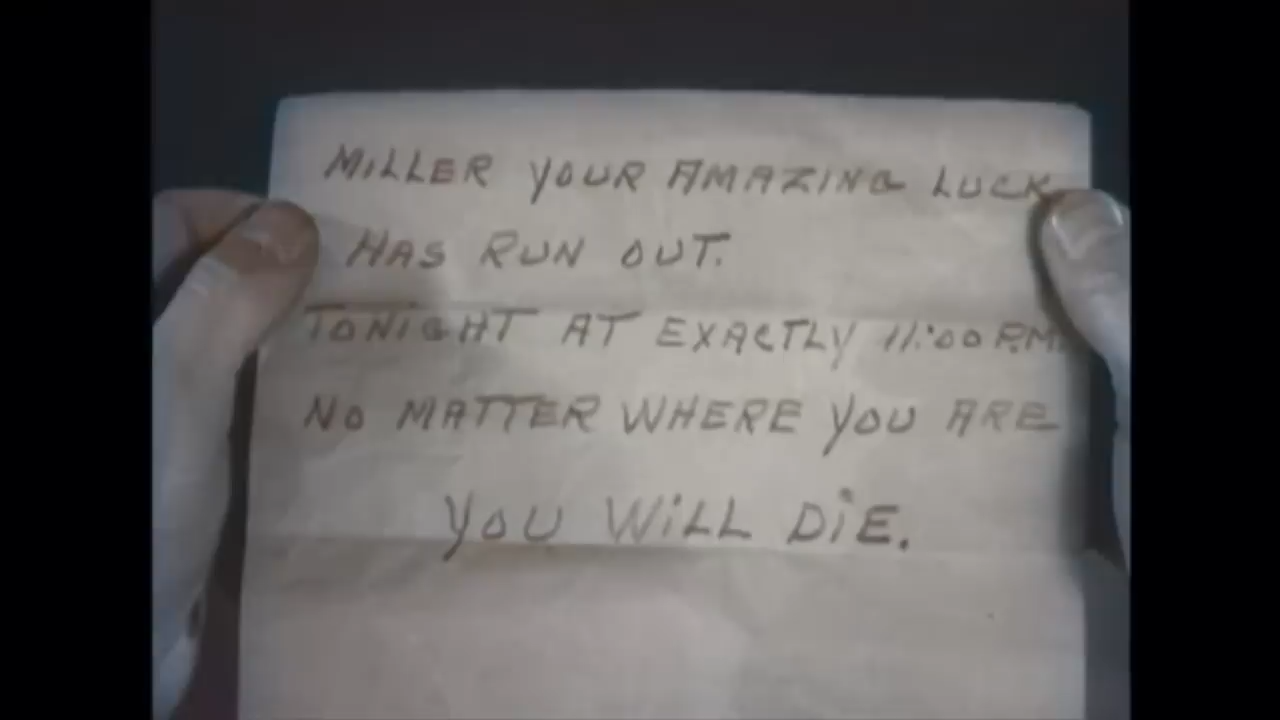 MiLLER YOUR AMAZING LUCK
HAS RUN OUT.
TONIGHT AT EXACTLY 11:00 P.M.
NO MATTER WHERE YOU ARE
YOU WiLL DiE.